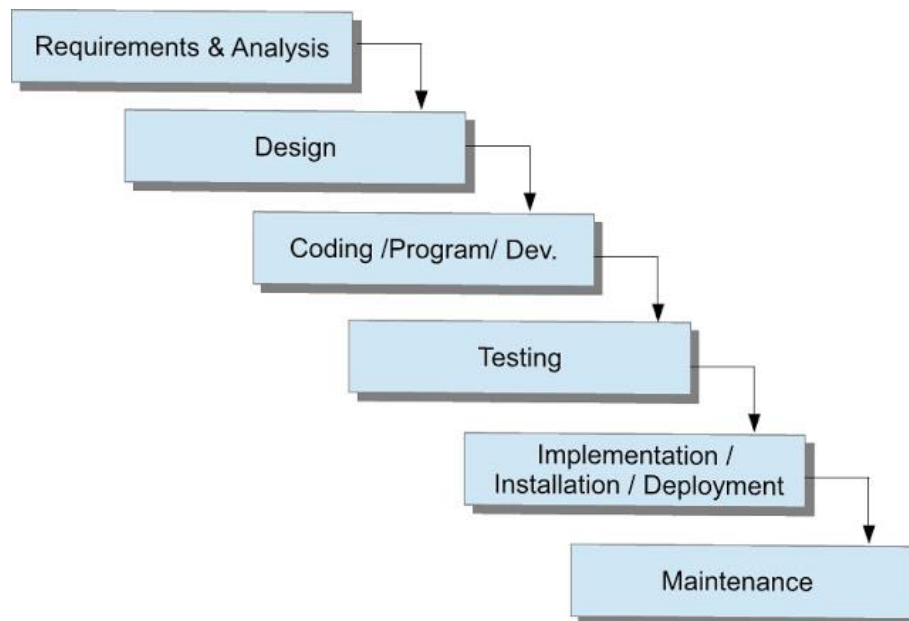 Requirements & Analysis
Design
Coding /Program/ Dev.
Testing
Implementation /
Installation / Deployment
Maintenance